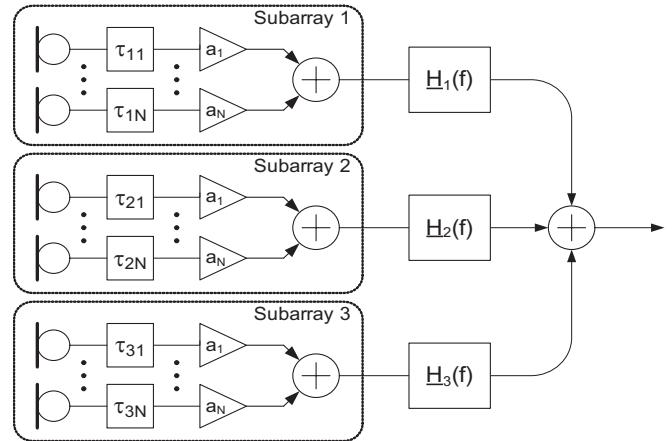 Subarray 1
τ11 a1
τ1N aN
H1(f)
Subarray 2
τ21 a1
τ2N aN
H2(f)
Subarray 3
τ31 a1
τ3N aN
H3(f)